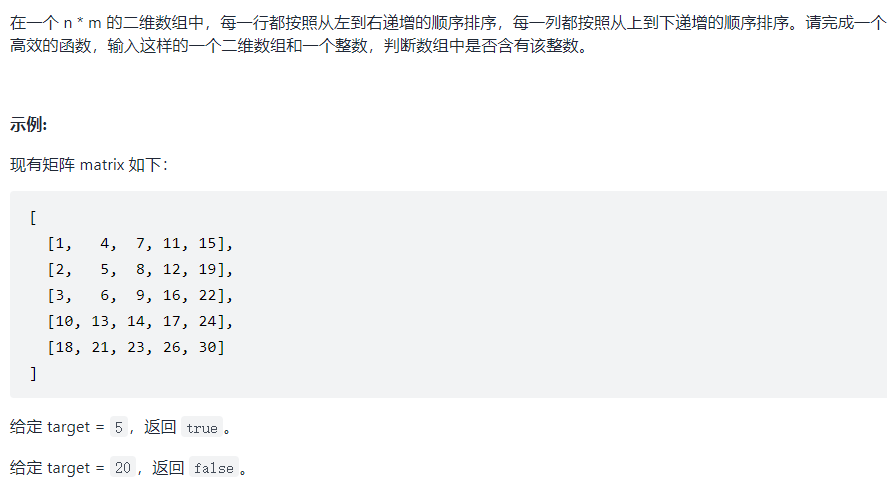 在一个 n * m 的二维数组中，每一行都按照从左到右递增的顺序排序，每一列都按照从上到下递增的顺序排序。请完成一个
高效的函数，输入这样的一个二维数组和一个整数，判断数组中是否含有该整数。
示例:
现有矩阵 matrix 如下：
[
  [1,   4,  7, 11, 15],
  [2,   5,  8, 12, 19],
  [3,   6,  9, 16, 22],
  [10, 13, 14, 17, 24],
  [18, 21, 23, 26, 30]
]
给定 target = 5，返回 true。
给定 target = 20，返回 false。